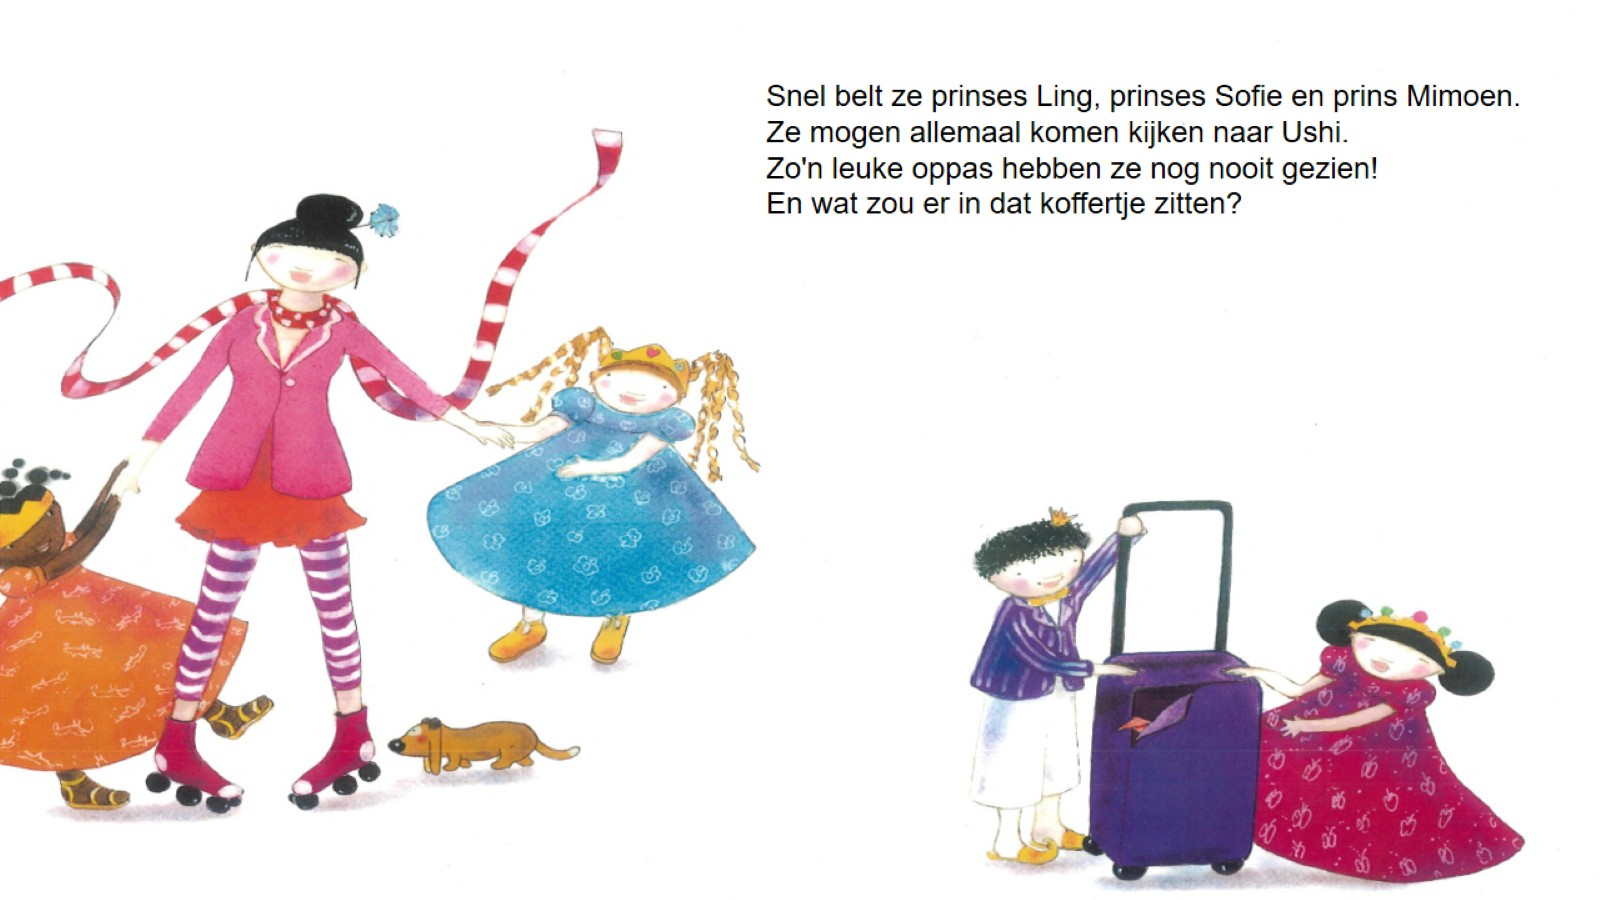 Snel belt ze prinses Ling, prinses Sofie en prins Mimoen.
Ze mogen allemaal komen kijken naar Ushi.
Zo'n leuke oppas hebben ze nog nooit gezien!
En wat zou er in dat koffertje zitten?